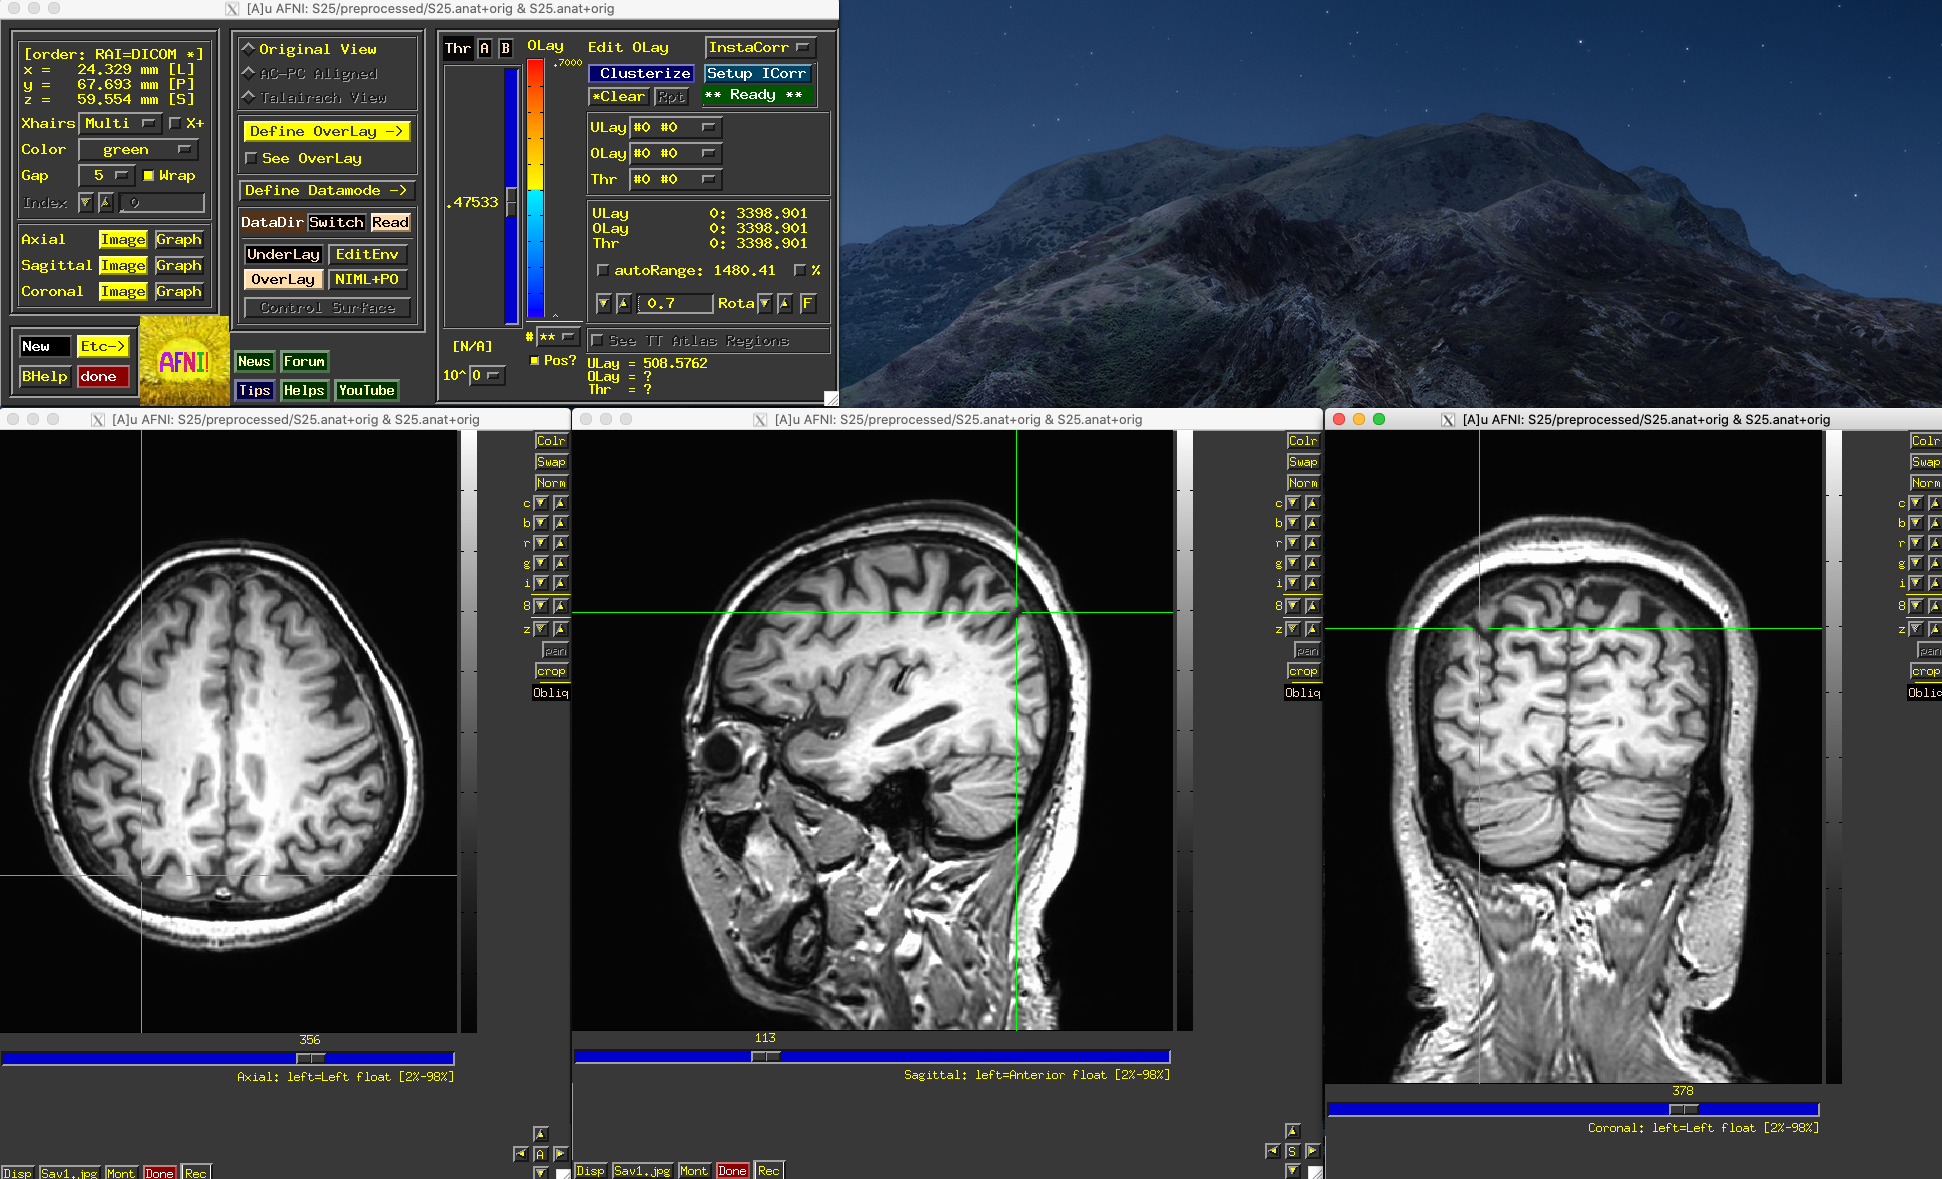 [A]u AFNI: S25/preprocessed/S25.anat+orig & S25.anat+orig
[order: RAI=DICOM *]
x = 24.329 mm [L]
y = 67.693 mm [P]
z = 59.554 mm [S]
Xhairs Multi X+
Color green
Gap 5 Wrap
Index 0
Axial Image Graph
Sagittal Image Graph
Coronal Image Graph
New Etc->
BHelp done
AFNI!
Original View
AC-PC Aligned
Talairach View
Define OverLay ->
See OverLay
Define Datamode ->
DataDir Switch Read
UnderLay EditEnv
OverLay NIML+PO
Control Surface
News Forum
Tips Helps YouTube
Thr A B OLay
.7000
.47533
[N/A]
10^ 0
# **
Pos?
Edit OLay InstaCorr
Clusterize Setup ICorr
*Clear Rpt ** Ready **
ULay #0 #0
OLay #0 #0
Thr #0 #0
ULay 0: 3398.901
OLay 0: 3398.901
Thr 0: 3398.901
autoRange: 1480.41 %
0.7 Rota F
See TT Atlas Regions
ULay = 508.5762
OLay = ?
Thr = ?
[A]u AFNI: S25/preprocessed/S25.anat+orig & S25.anat+orig
Colr
Swap
Norm
c
b
r
g
i
8
z
pan
crop
Obliq
356
Axial: left=Left float [2%-98%]
A
Disp Sav1.jpg Mont Done Rec
[A]u AFNI: S25/preprocessed/S25.anat+orig & S25.anat+orig
Colr
Swap
Norm
c
b
r
g
i
8
z
pan
crop
Obliq
113
Sagittal: left=Anterior float [2%-98%]
S
Disp Sav1.jpg Mont Done Rec
[A]u AFNI: S25/preprocessed/S25.anat+orig & S25.anat+orig
Colr
Swap
Norm
c
b
r
g
i
8
z
pan
crop
Obliq
378
Coronal: left=Left float [2%-98%]